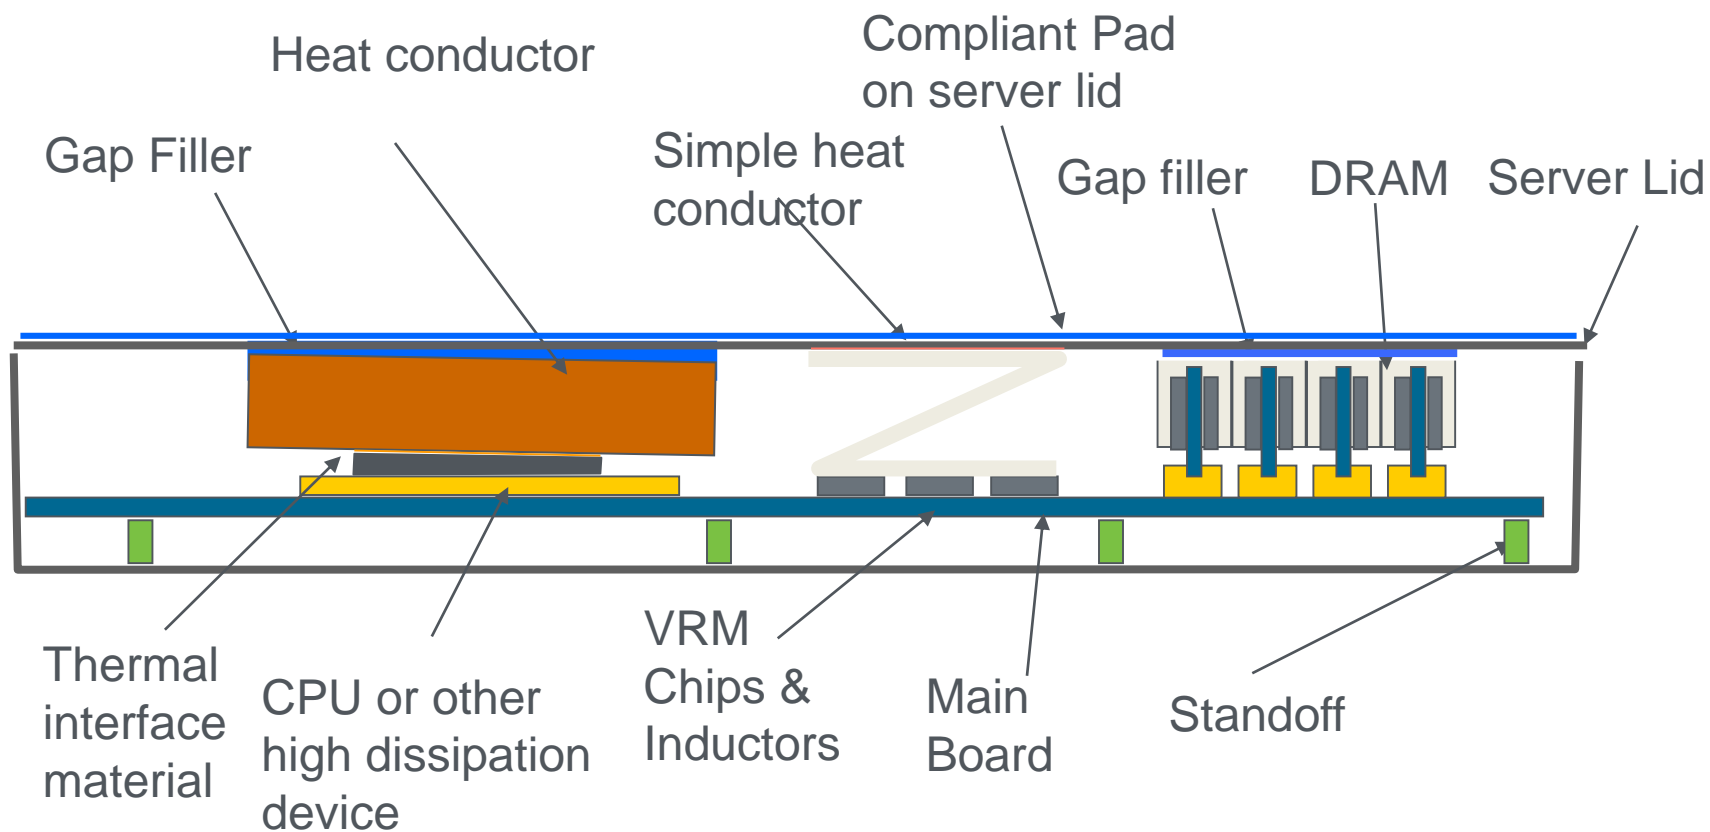 Heat conductor
Compliant Pad
on server lid
Gap Filler
Simple heat
conductor
Gap filler
DRAM
Server Lid
Thermal
interface
material
CPU or other
high dissipation
device
VRM
Chips &
Inductors
Main
Board
Standoff